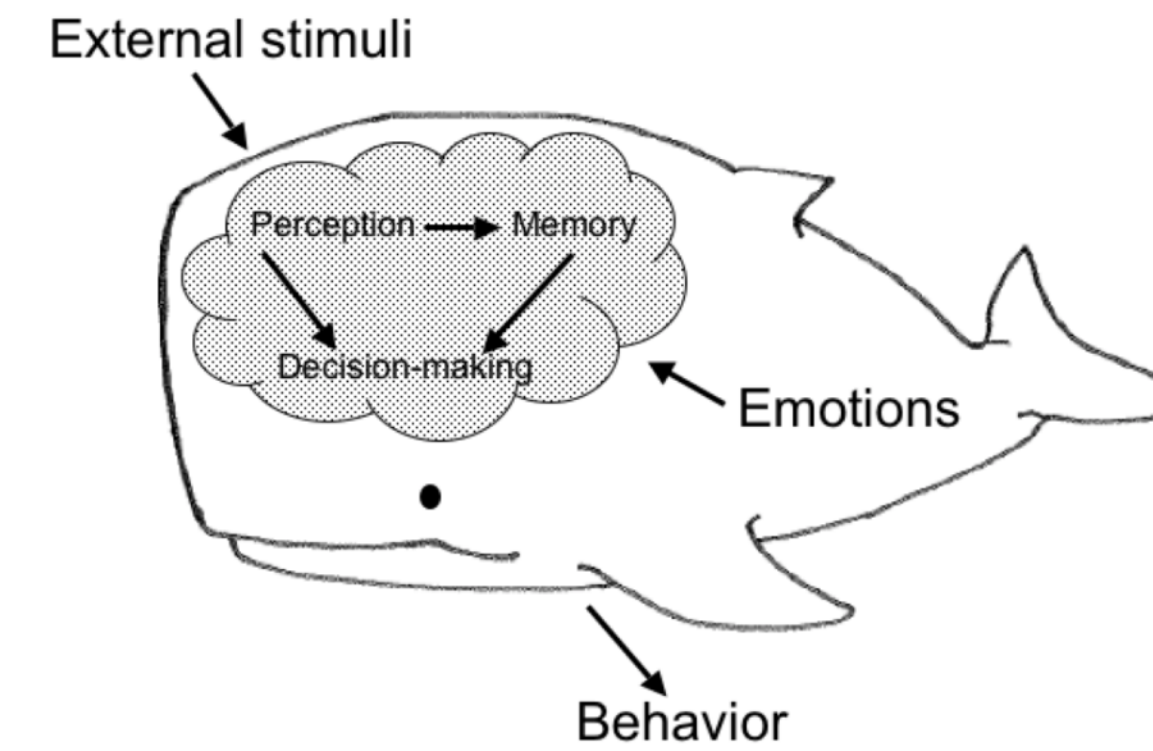 External stimuli
Perception Memory
Decision-making
Emotions
Behavior